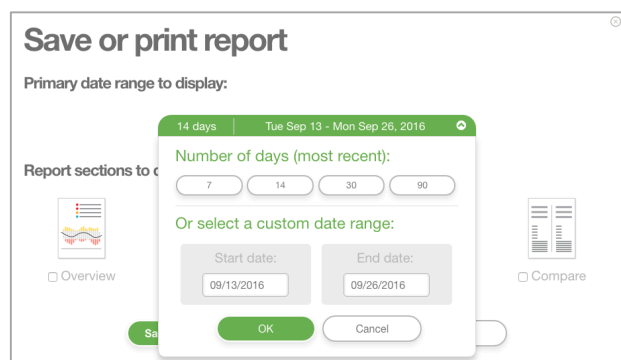 Save or print report
Primary date range to display:
14 days Tue Sep 13 - Mon Sep 26, 2016
Number of days (most recent):
Report sections to
7 14 30 90
Or select a custom date range:
Start date: End date:
Overview Compare
09/13/2016 09/26/2016
Sa OK Cancel